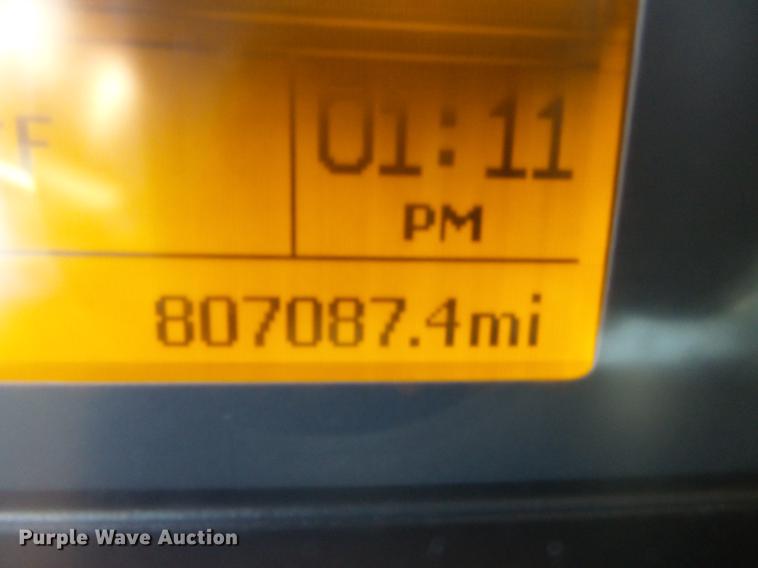 F
01:11
PM
807087.4mi
Purple Wave Auction